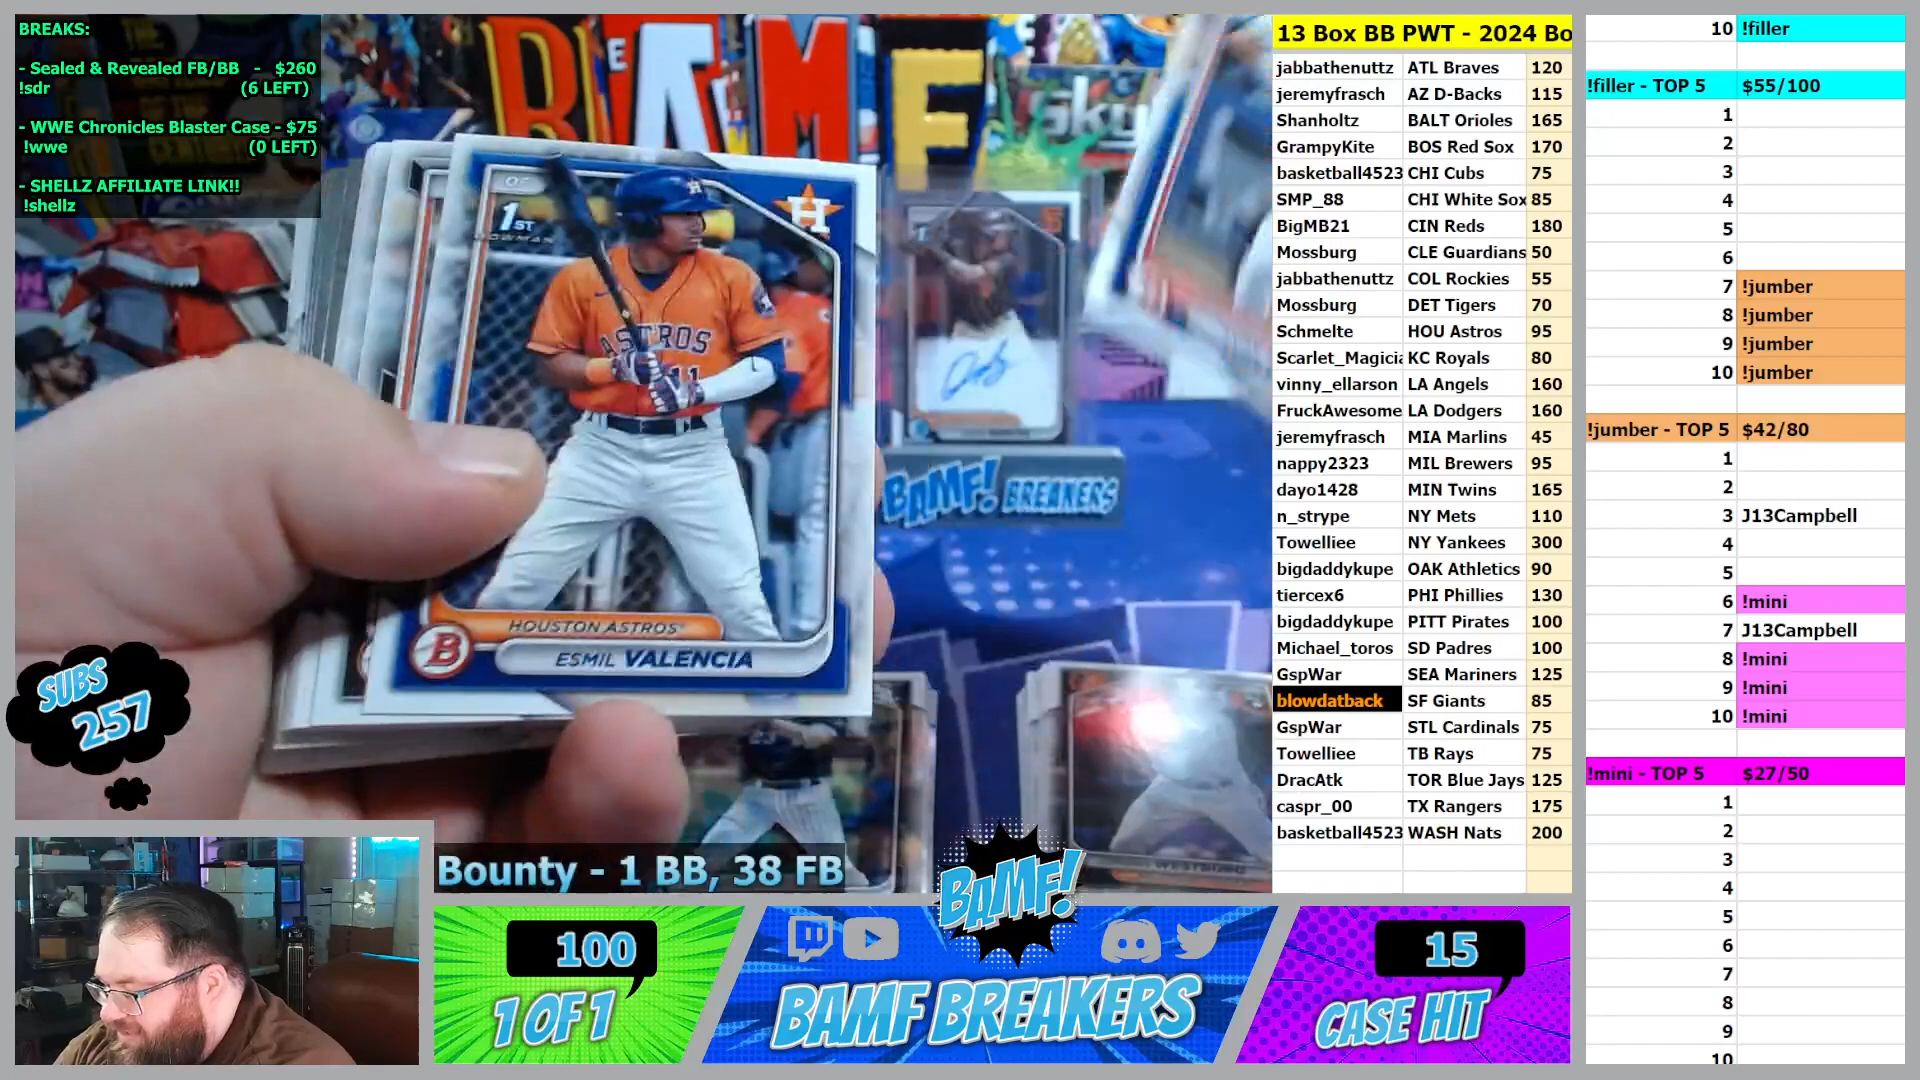 BREAKS:
- Sealed & Revealed FB/BB - $260
!sdr (6 LEFT)
- WWE Chronicles Blaster Case - $75
!wwe (0 LEFT)
- SHELLZ AFFILIATE LINK!!
!shellz
BAMF
sky
1ST
BOWMAN
H
ASTROS
11
HOUSTON ASTROS
B
ESMIL VALENCIA
BAMF! BREAKERS
SUBS
257
Bounty - 1 BB, 38 FB
BAMF!
100
1 OF 1
BAMF BREAKERS
15
CASE HIT
13 Box BB PWT - 2024 Bo
jabbathenuttz ATL Braves 120
jeremyfrasch AZ D-Backs 115
Shanholtz BALT Orioles 165
GrampyKite BOS Red Sox 170
basketball4523 CHI Cubs 75
SMP_88 CHI White Sox 85
BigMB21 CIN Reds 180
Mossburg CLE Guardians 50
jabbathenuttz COL Rockies 55
Mossburg DET Tigers 70
Schmelte HOU Astros 95
Scarlet_Magicia KC Royals 80
vinny_ellarson LA Angels 160
FruckAwesome LA Dodgers 160
jeremyfrasch MIA Marlins 45
nappy2323 MIL Brewers 95
dayo1428 MIN Twins 165
n_strype NY Mets 110
Towelliee NY Yankees 300
bigdaddykupe OAK Athletics 90
tiercex6 PHI Phillies 130
bigdaddykupe PITT Pirates 100
Michael_toros SD Padres 100
GspWar SEA Mariners 125
blowdatback SF Giants 85
GspWar STL Cardinals 75
Towelliee TB Rays 75
DracAtk TOR Blue Jays 125
caspr_00 TX Rangers 175
basketball4523 WASH Nats 200
10 !filler
!filler - TOP 5 $55/100
1
2
3
4
5
6
7 !jumber
8 !jumber
9 !jumber
10 !jumber
!jumber - TOP 5 $42/80
1
2
3 J13Campbell
4
5
6 !mini
7 J13Campbell
8 !mini
9 !mini
10 !mini
!mini - TOP 5 $27/50
1
2
3
4
5
6
7
8
9
10